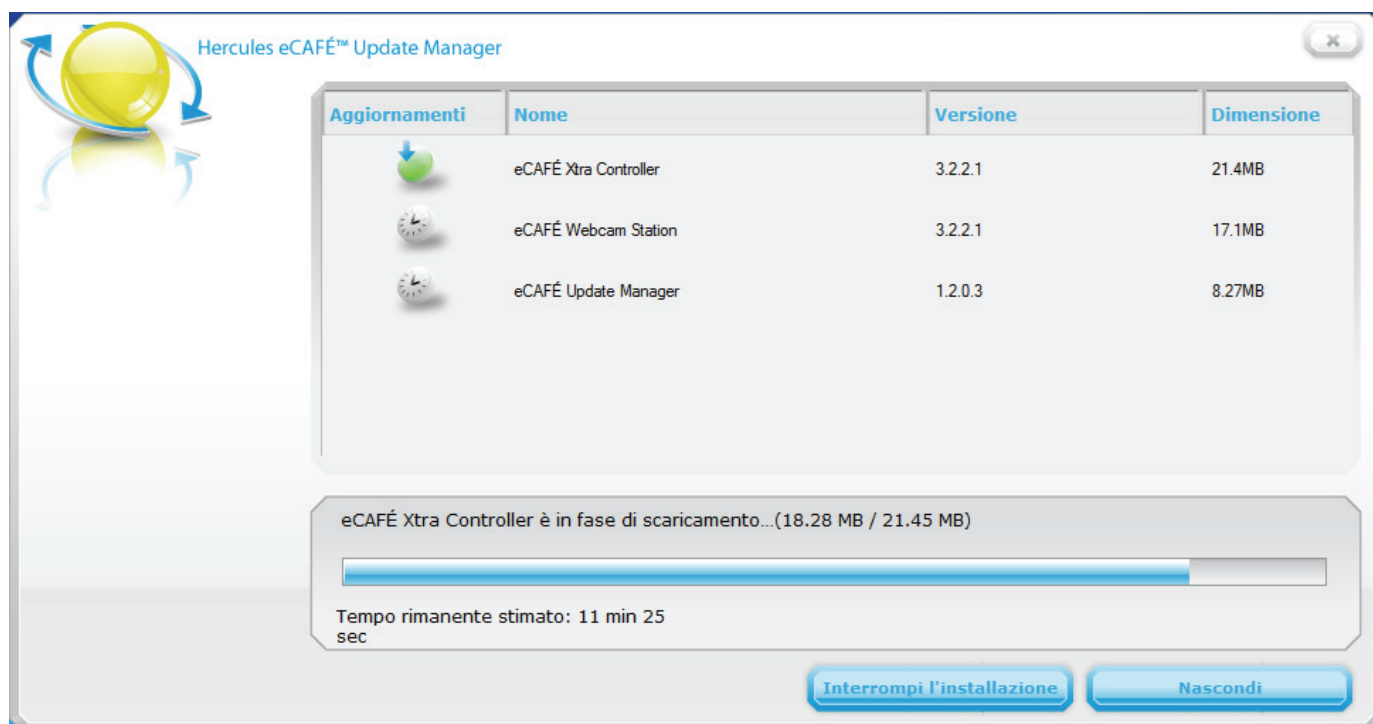 Hercules eCAFÉ™ Update Manager
Aggiornamenti Nome Versione Dimensione
eCAFÉ Xtra Controller 3.2.2.1 21.4MB
eCAFÉ Webcam Station 3.2.2.1 17.1MB
eCAFÉ Update Manager 1.2.0.3 8.27MB
eCAFÉ Xtra Controller è in fase di scaricamento...(18.28 MB / 21.45 MB)
Tempo rimanente stimato: 11 min 25
sec
Interrompi l'installazione Nascondi